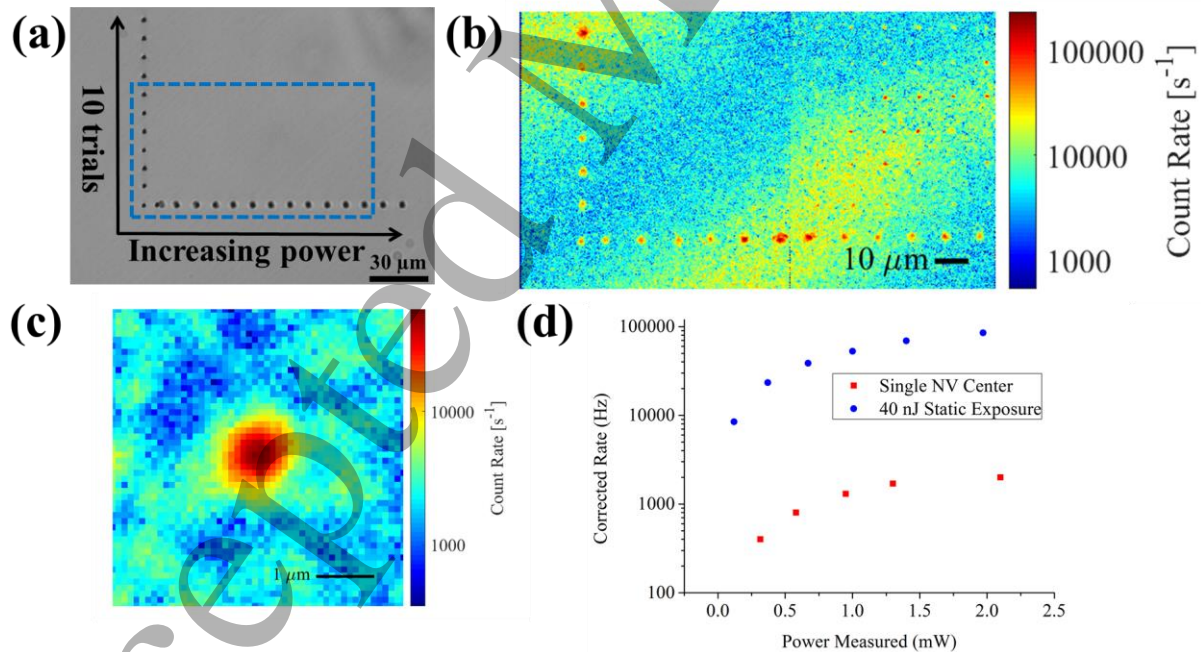 (a)
10 trials
Increasing power
30 μm
(b)
10 μm
100000
10000
1000
Count Rate [s⁻¹]
(c)
1 μm
10000
1000
Count Rate [s⁻¹]
(d)
100000
10000
1000
100
Corrected Rate (Hz)
Single NV Center
40 nJ Static Exposure
0.0 0.5 1.0 1.5 2.0 2.5
Power Measured (mW)